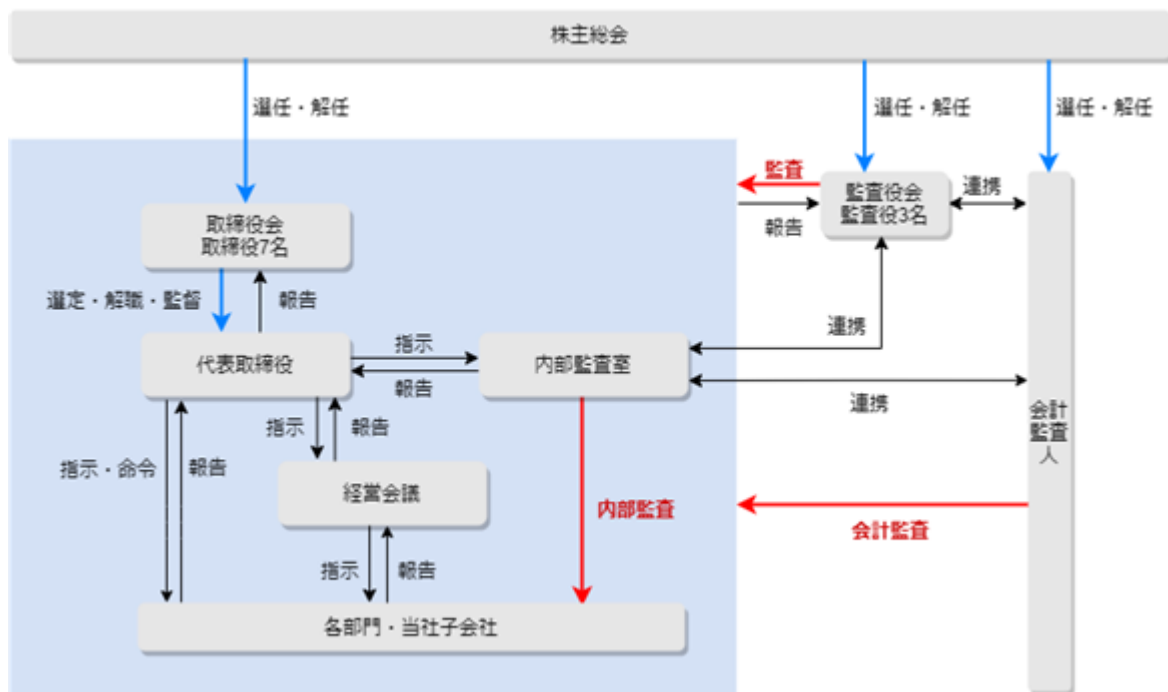 株主総会
選任・解任
選任・解任
選任・解任
監査
報告
監査役会
監査役3名
連携
取締役会
取締役7名
選定・解職・監督
報告
連携
代表取締役
指示
報告
内部監査室
連携
会計
監査
人
指示・命令
報告
指示
報告
経営会議
内部監査
会計監査
指示
報告
各部門・当社子会社